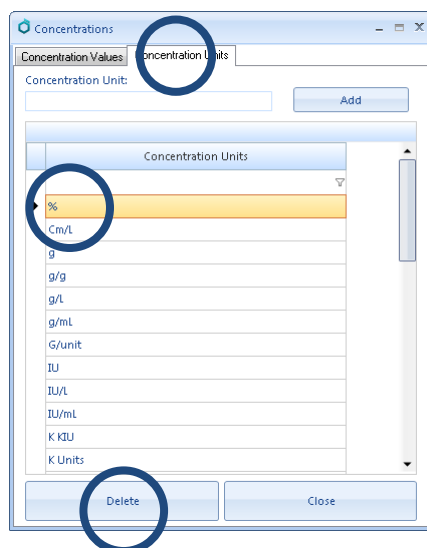 Concentrations
Concentration Values Concentration Units
Concentration Unit:
Add
Concentration Units
%
Cm/L
g
g/g
g/L
g/mL
G/unit
IU
IU/L
IU/mL
K KIU
K Units
Delete Close